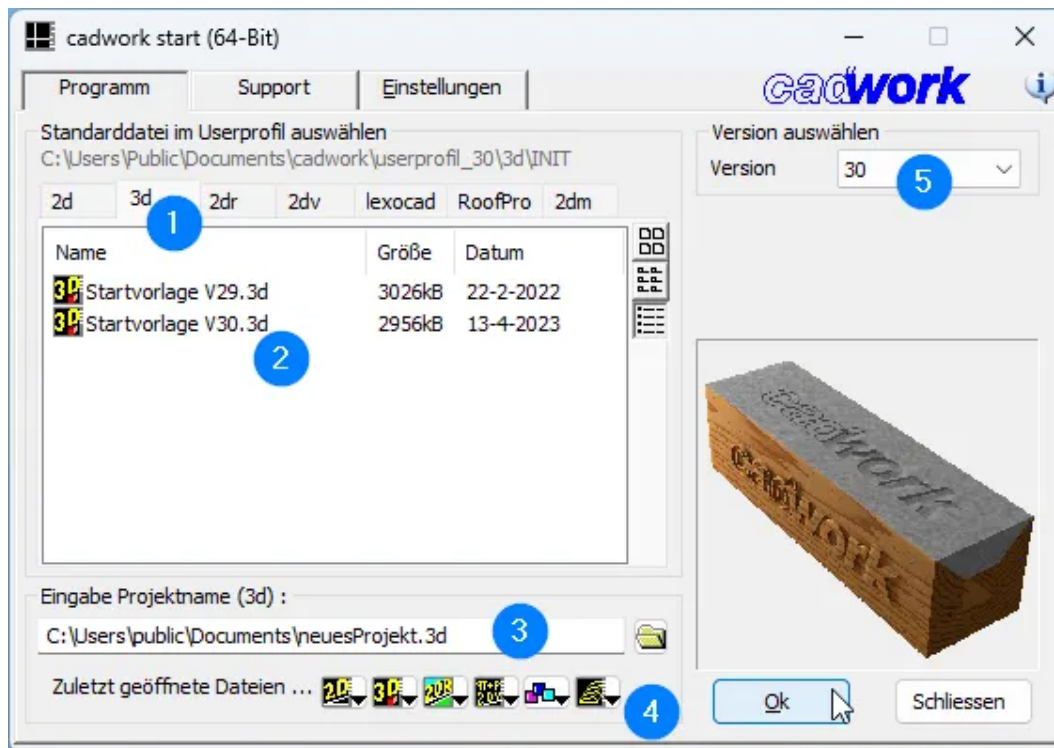 cadwork start (64-Bit)
Programm Support Einstellungen cadwork
Standarddatei im Userprofil auswählen
C:\Users\Public\Documents\cadwork\userprofil_30\3d\INIT
2d 3d 2dr 2dv lexocad RoofPro 2dm
1
Name Größe Datum
Startvorlage V29.3d 3026kB 22-2-2022
Startvorlage V30.3d 2956kB 13-4-2023
2
Version auswählen
Version 30
5
cadwork
cadwork
Eingabe Projektname (3d) :
C:\Users\public\Documents\neuesProjekt.3d
3
Zuletzt geöffnete Dateien ...
4
Ok Schliessen